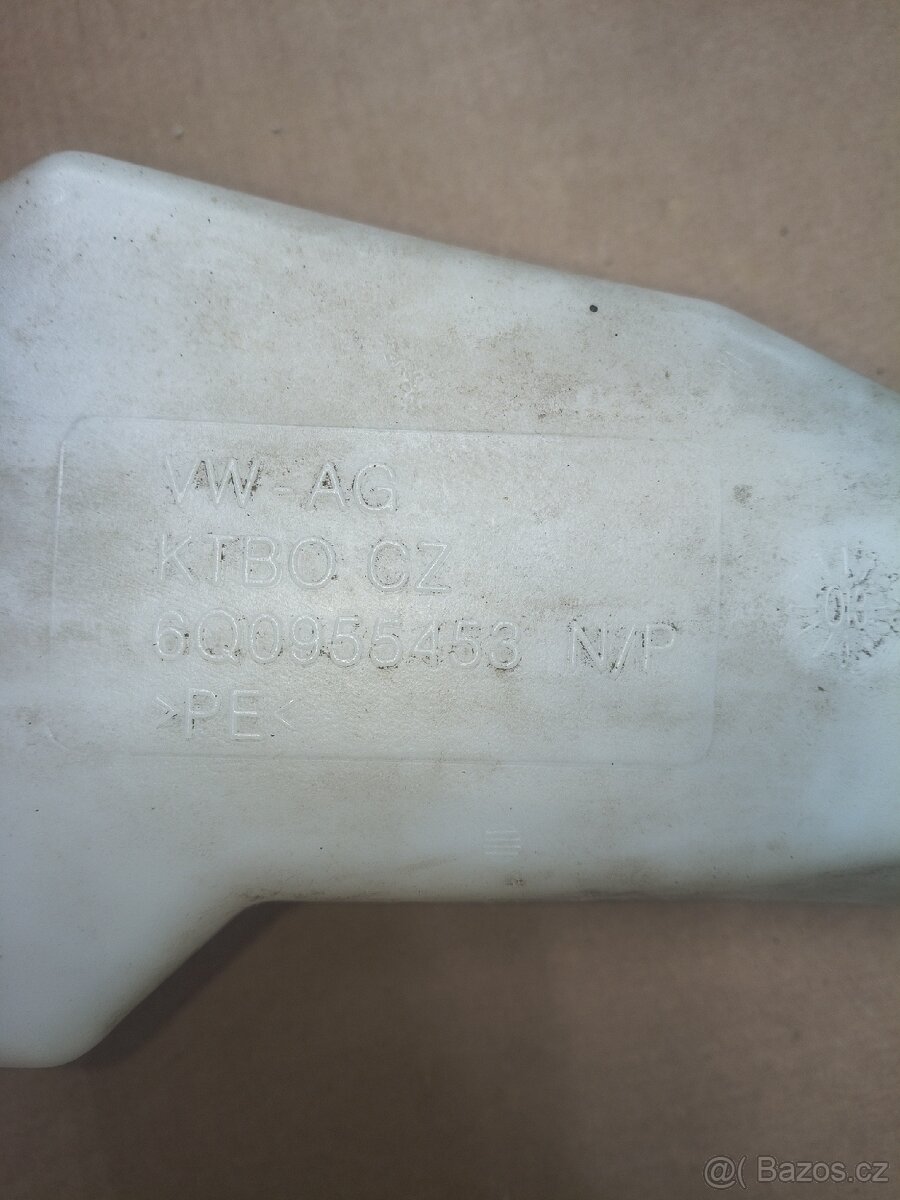 VW-AG
KTBO CZ
6Q0955453 N/P
>PE<
@( Bazos.cz